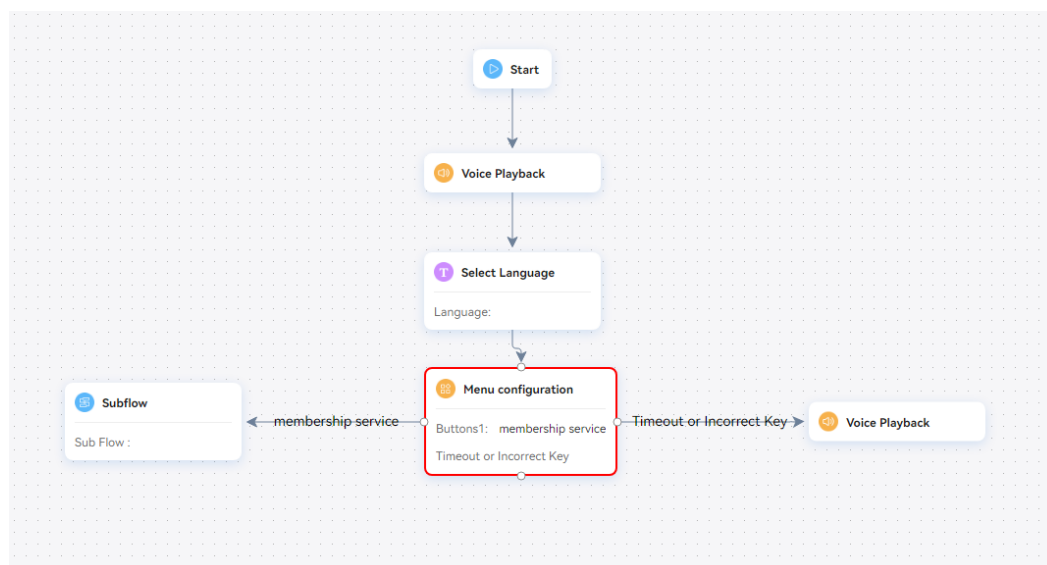 Start
Voice Playback
T Select Language
Language:
Menu configuration
Buttons1: membership service
Timeout or Incorrect Key
Subflow
Sub Flow :
membership service
Timeout or Incorrect Key
Voice Playback